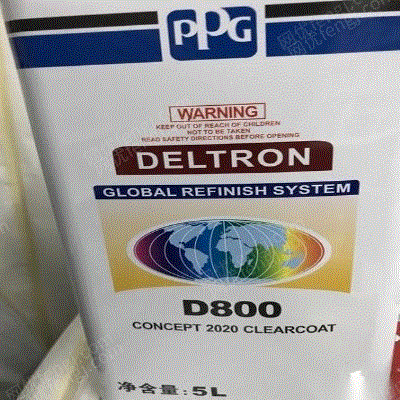 PPG
WARNING
KEEP OUT OF REACH OF CHILDREN
NOT TO BE TAKEN
READ SAFETY DIRECTIONS BEFORE OPENING
DELTRON
GLOBAL REFINISH SYSTEM
D800
CONCEPT 2020 CLEARCOAT
净含量:5L